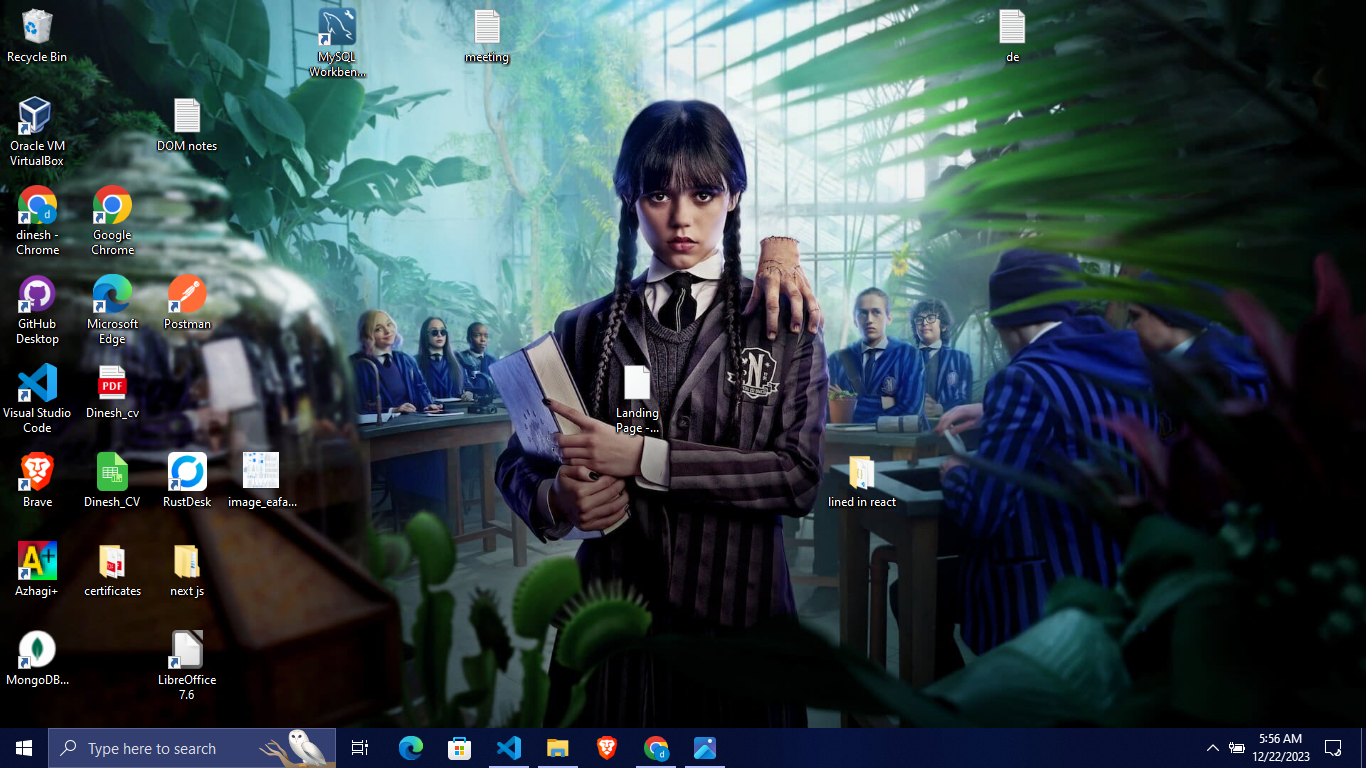 Recycle Bin
MySQL
Workben...
meeting
de
Oracle VM
VirtualBox
DOM notes
dinesh -
Chrome
Google
Chrome
GitHub
Desktop
Microsoft
Edge
Postman
Visual Studio
Code
PDF
Dinesh_cv
Landing
Page -...
N
Brave
Dinesh_CV
RustDesk
image_eafa...
lined in react
A+
Azhagi+
certificates
next js
MongoDB...
LibreOffice
7.6
Type here to search
5:56 AM
12/22/2023